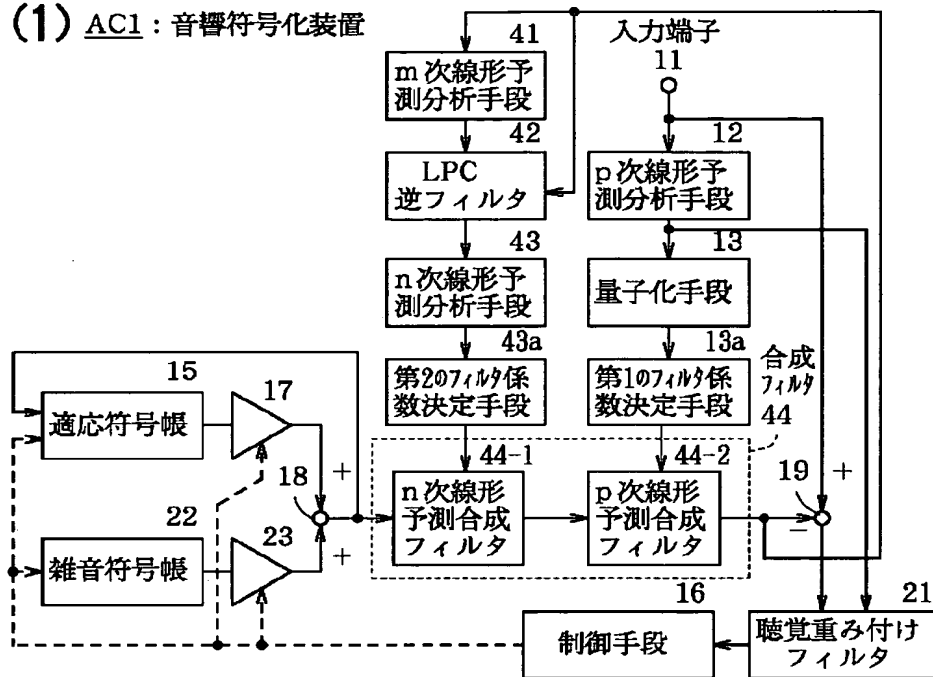 (1) AC1 : 音響符号化装置
41
m次線形予
測分析手段
42
LPC
逆フィルタ
43
n次線形予
測分析手段
43a
第2のフィルタ係
数決定手段
入力端子
11
12
p次線形予
測分析手段
13
量子化手段
13a
第1のフィルタ係
数決定手段
合成
フィルタ
44
15
適応符号帳
17
22
雑音符号帳
23
18
+
+
44-1
n次線形
予測合成
フィルタ
44-2
p次線形
予測合成
フィルタ
19
+
−
16
制御手段
21
聴覚重み付け
フィルタ